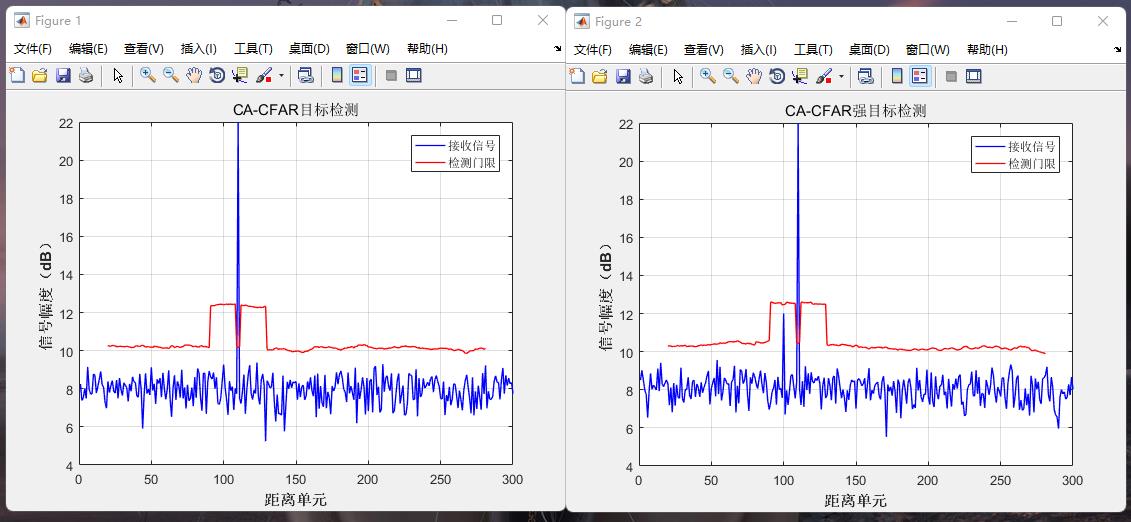 Figure 1
文件(F) 编辑(E) 查看(V) 插入(I) 工具(T) 桌面(D) 窗口(W) 帮助(H)
CA-CFAR目标检测
接收信号
检测门限
22
20
18
16
14
12
10
8
6
4
信号幅度（dB）
0 50 100 150 200 250 300
距离单元
Figure 2
文件(F) 编辑(E) 查看(V) 插入(I) 工具(T) 桌面(D) 窗口(W) 帮助(H)
CA-CFAR强目标检测
接收信号
检测门限
22
20
18
16
14
12
10
8
6
4
信号幅度（dB）
0 50 100 150 200 250 300
距离单元